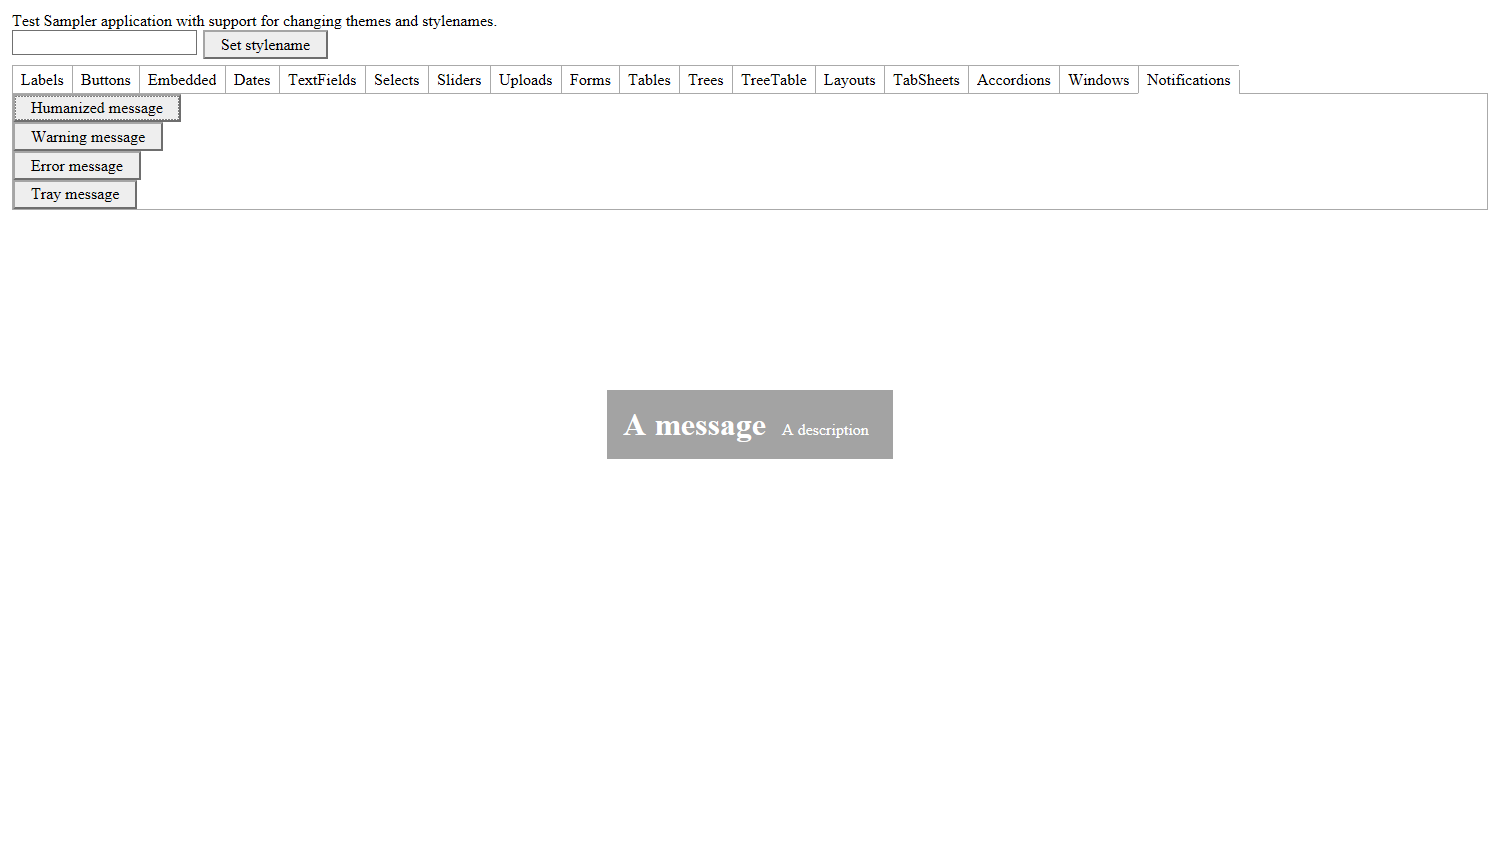 Test Sampler application with support for changing themes and stylenames.
Set stylename
Labels Buttons Embedded Dates TextFields Selects Sliders Uploads Forms Tables Trees TreeTable Layouts TabSheets Accordions Windows Notifications
Humanized message
Warning message
Error message
Tray message
A message A description